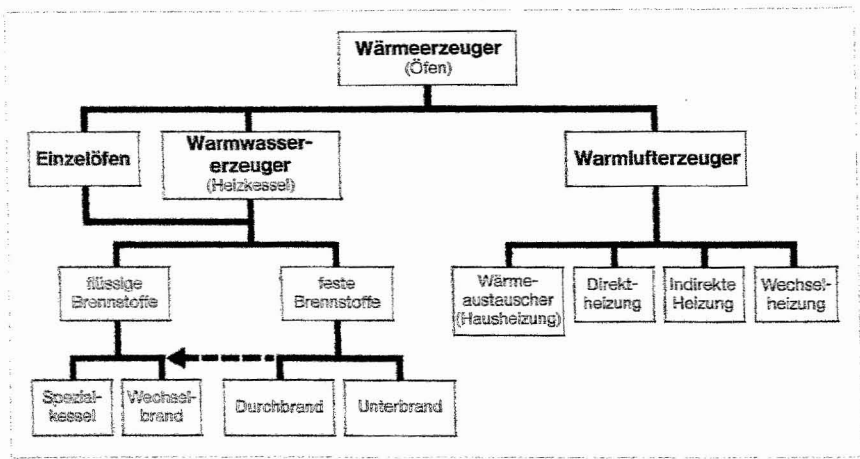 Wärmeerzeuger
(Öfen)
Einzelöfen
Warmwasser-
erzeuger
(Heizkessel)
Warmlufterzeuger
flüssige
Brennstoffe
feste
Brennstoffe
Wärme-
austauscher
(Hausheizung)
Direkt-
heizung
Indirekte
Heizung
Wechsel-
heizung
Spezial-
kessel
Wechsel-
brand
Durchbrand
Unterbrand